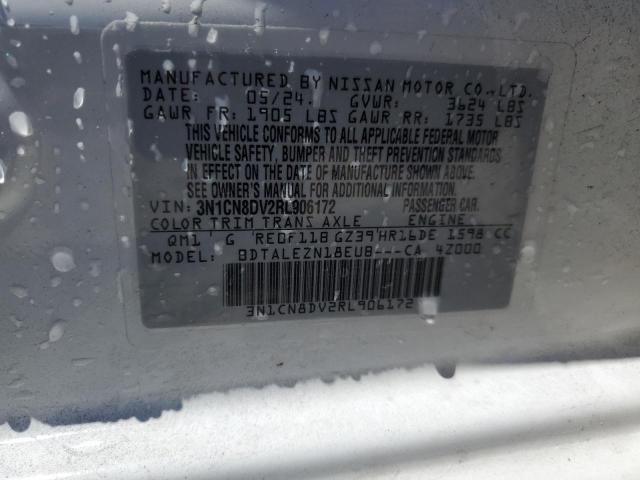 MANUFACTURED BY NISSAN MOTOR CO.,LTD.
DATE: 05/24 GVWR: 3624 LBS
GAWR FR: 1905 LBS GAWR RR: 1735 LBS
THIS VEHICLE CONFORMS TO ALL APPLICABLE FEDERAL MOTOR
VEHICLE SAFETY, BUMPER AND THEFT PREVENTION STANDARDS
IN EFFECT ON THE DATE OF MANUFACTURE SHOWN ABOVE.
SEE OWNER'S MANUAL FOR ADDITIONAL INFORMATION.
VIN: 3N1CN8DV2RL906172 PASSENGER CAR
COLOR TRIM TRANS AXLE ENGINE
QM1 G RE0F11B GZ39 HR16DE 1598 CC
MODEL: BDTALEZN18EUB---CA 4Z000
3N1CN8DV2RL906172